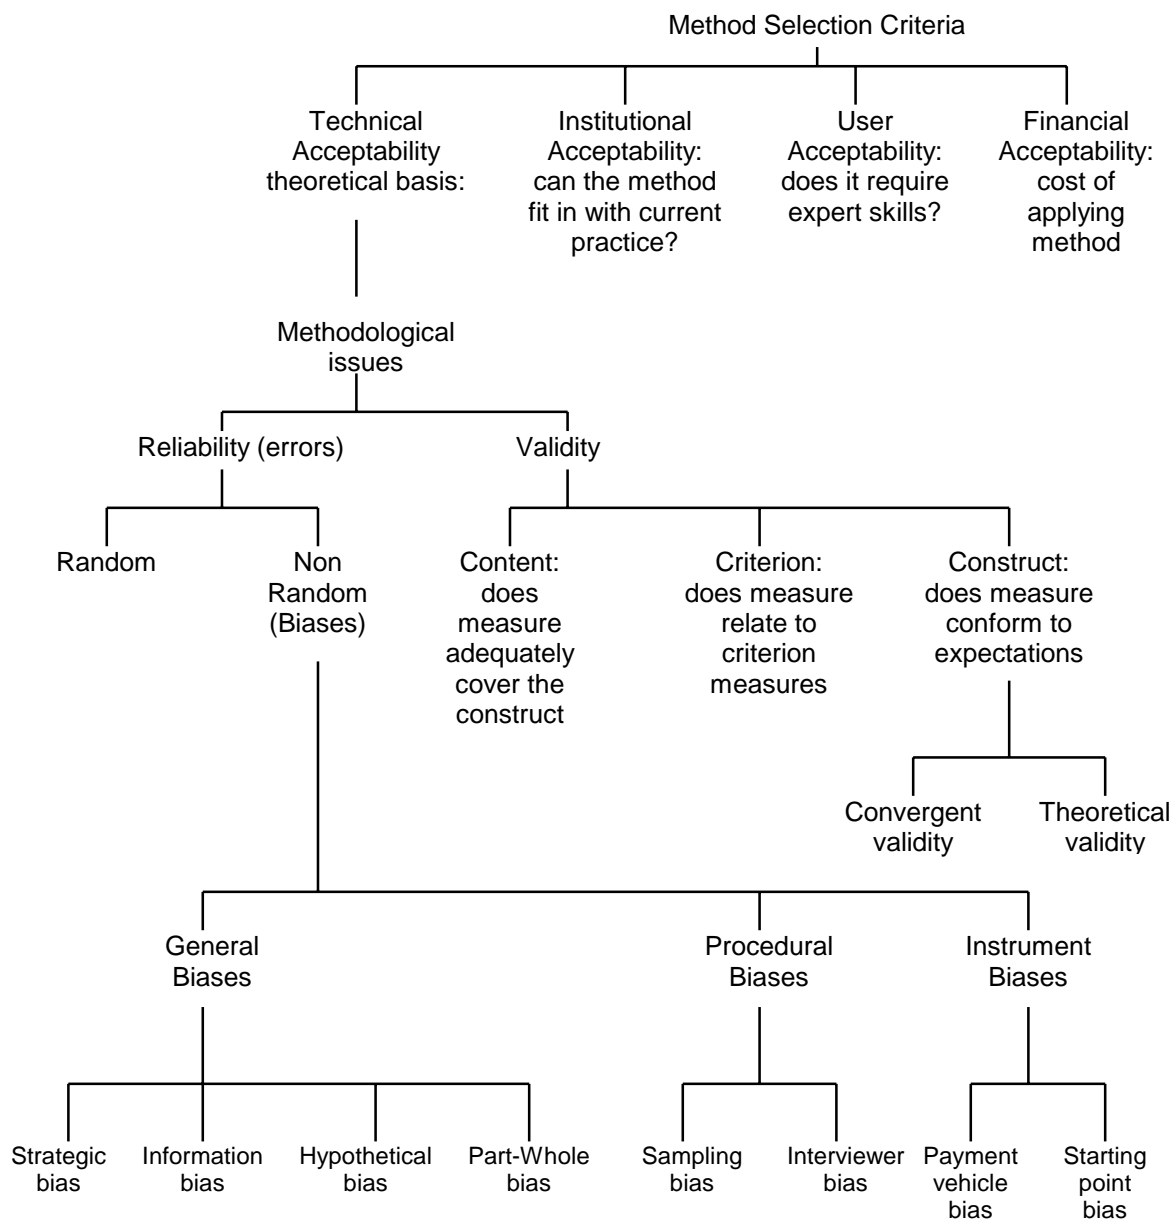 Method Selection Criteria
Technical
Acceptability
theoretical basis:
Institutional
Acceptability:
can the method
fit in with current
practice?
User
Acceptability:
does it require
expert skills?
Financial
Acceptability:
cost of
applying
method
Methodological
issues
Reliability (errors)
Validity
Random
Non
Random
(Biases)
Content:
does
measure
adequately
cover the
construct
Criterion:
does measure
relate to
criterion
measures
Construct:
does measure
conform to
expectations
Convergent
validity
Theoretical
validity
General
Biases
Procedural
Biases
Instrument
Biases
Strategic
bias
Information
bias
Hypothetical
bias
Part-Whole
bias
Sampling
bias
Interviewer
bias
Payment
vehicle
bias
Starting
point
bias